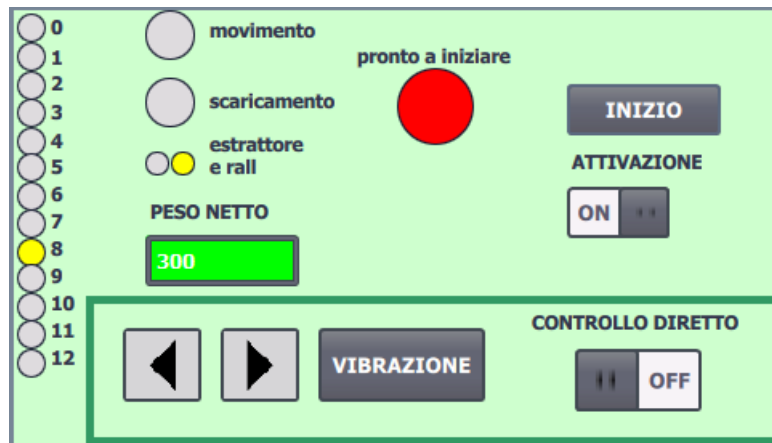 0
1
2
3
4
5
6
7
8
9
10
11
12
movimento
scaricamento
estrattore
e rall
pronto a iniziare
INIZIO
ATTIVAZIONE
ON
PESO NETTO
300
VIBRAZIONE
CONTROLLO DIRETTO
OFF